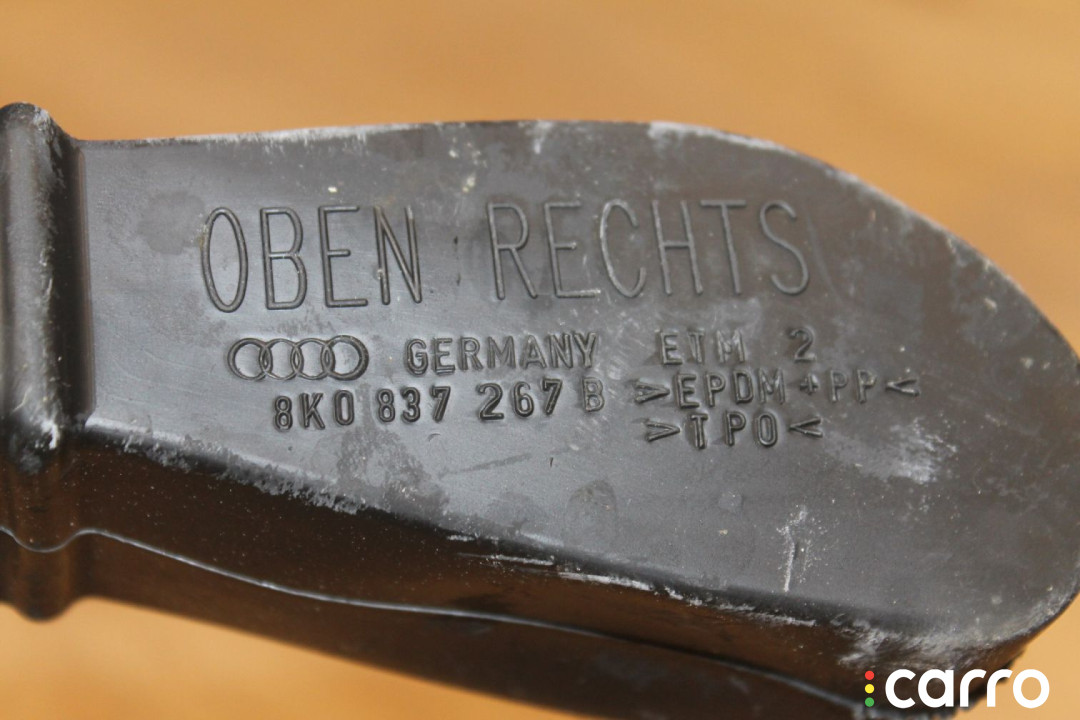 OBEN RECHTS
GERMANY ETM 2
8K0 837 267 B >EPDM+PP<
>TPO<
carro